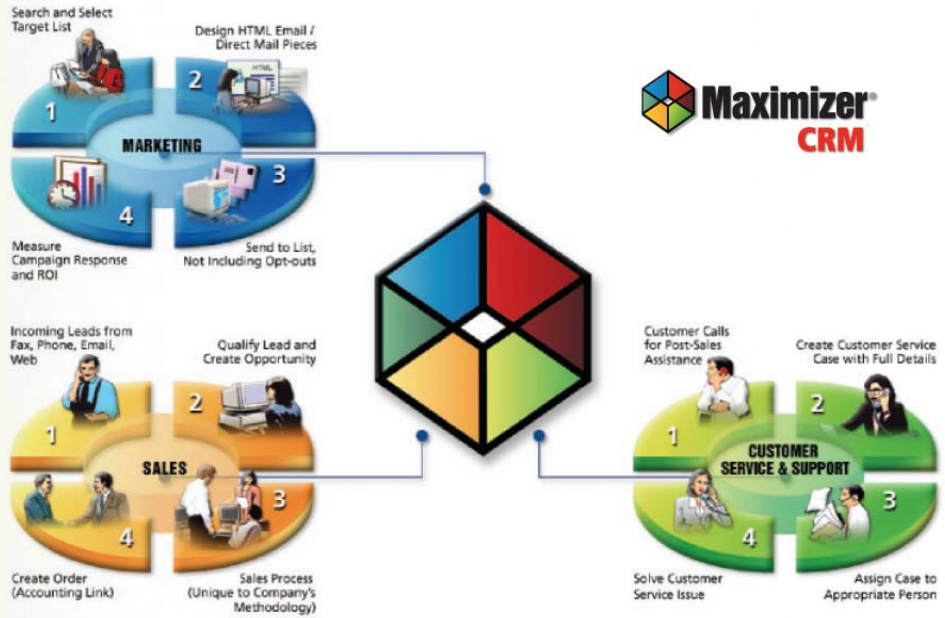 Search and Select
Target List
Design HTML Email /
Direct Mail Pieces
HTML
1
2
MARKETING
3
4
Measure
Campaign Response
and ROI
Send to List,
Not Including Opt-outs
Maximizer®
CRM
Incoming Leads from
Fax, Phone, Email,
Web
Qualify Lead and
Create Opportunity
1
2
SALES
3
4
Create Order
(Accounting Link)
Sales Process
(Unique to Company's
Methodology)
Customer Calls
for Post-Sales
Assistance
Create Customer Service
Case with Full Details
1
2
CUSTOMER
SERVICE & SUPPORT
3
4
Solve Customer
Service Issue
Assign Case to
Appropriate Person